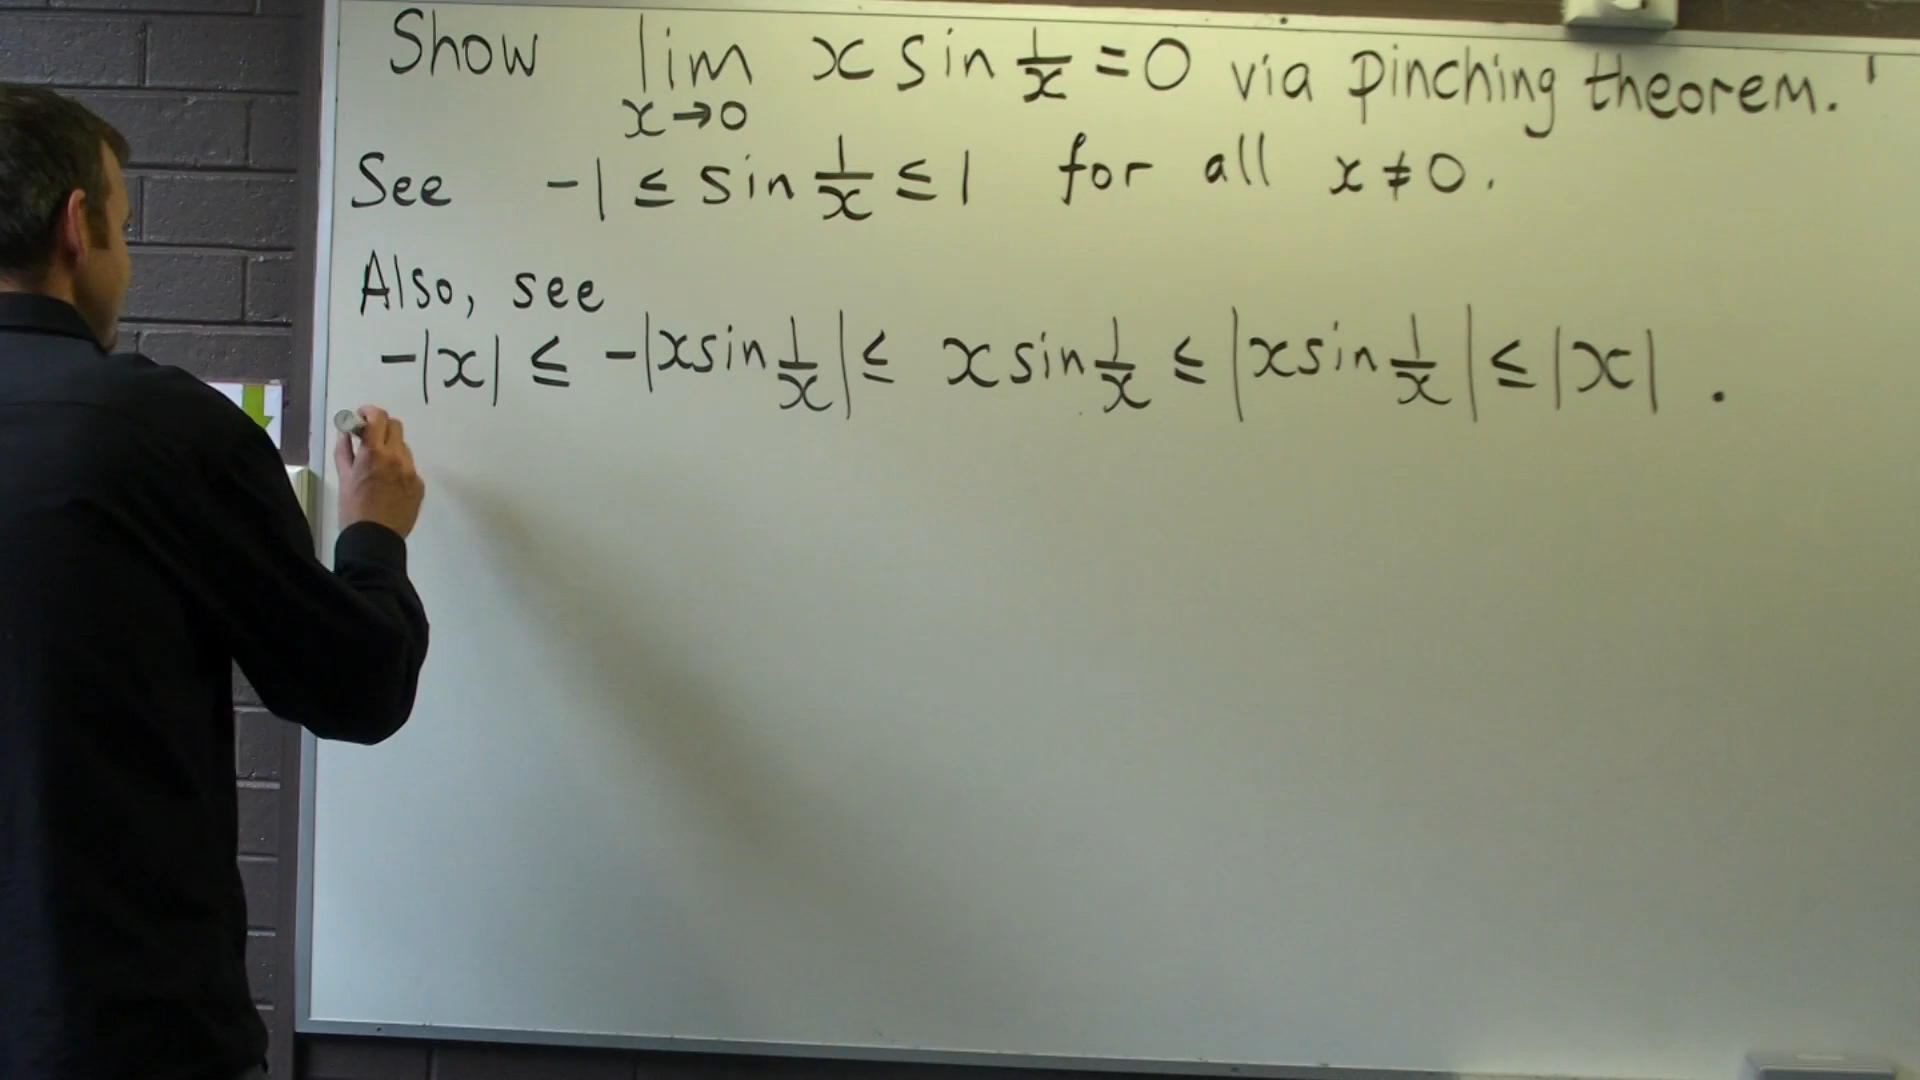 Show lim x→0 x sin 1/x = 0 via pinching theorem.
See -1 ≤ sin 1/x ≤ 1 for all x ≠ 0.
Also, see
-|x| ≤ -|x sin 1/x| ≤ x sin 1/x ≤ |x sin 1/x| ≤ |x| .